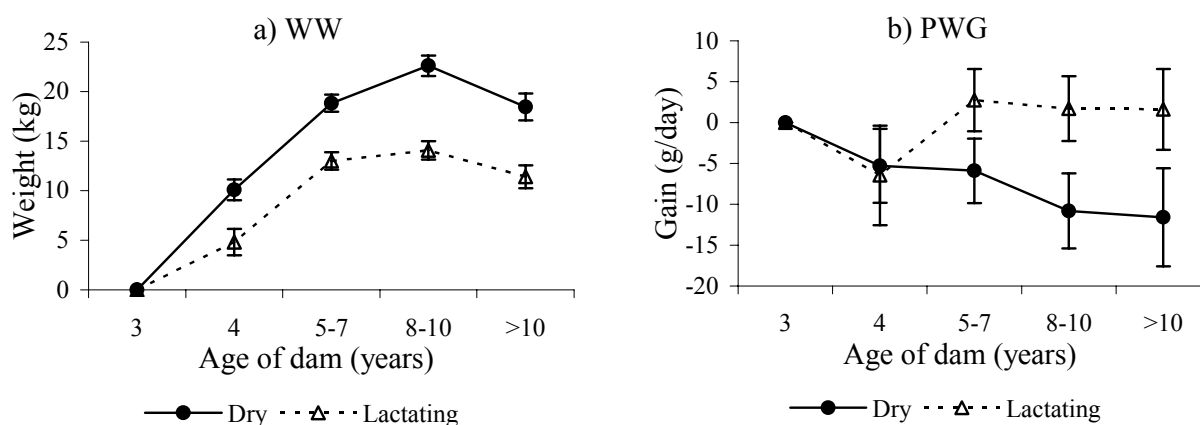 a) WW
Weight (kg)
25
20
15
10
5
0
3 4 5-7 8-10 >10
Age of dam (years)
Dry Lactating
b) PWG
Gain (g/day)
10
5
0
-5
-10
-15
-20
3 4 5-7 8-10 >10
Age of dam (years)
Dry Lactating